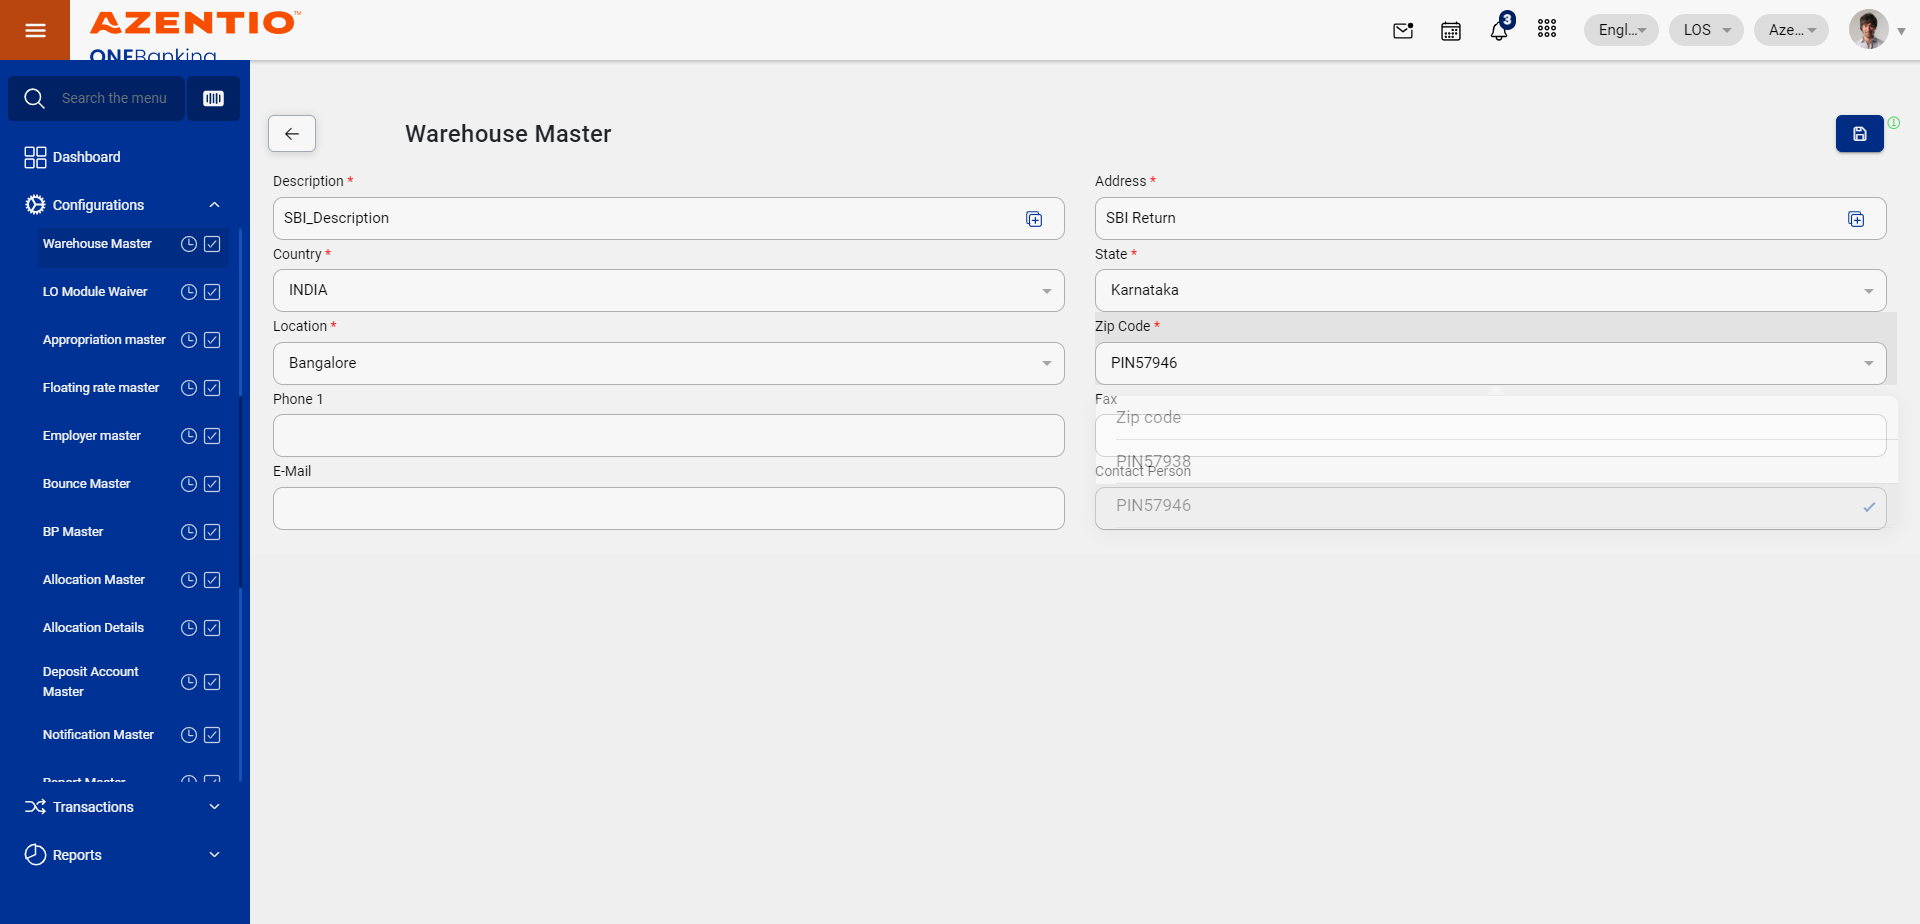 AZENTIO™
ONEBanking
3
Engl...
LOS
Aze...
Search the menu
Dashboard
Configurations
Warehouse Master
LO Module Waiver
Appropriation master
Floating rate master
Employer master
Bounce Master
BP Master
Allocation Master
Allocation Details
Deposit Account
Master
Notification Master
Report Master
Transactions
Reports
Warehouse Master
Description *
SBI_Description
Address *
SBI Return
Country *
INDIA
State *
Karnataka
Location *
Bangalore
Zip Code *
PIN57946
Phone 1
Fax
Zip code
PIN57938
E-Mail
Contact Person
PIN57946